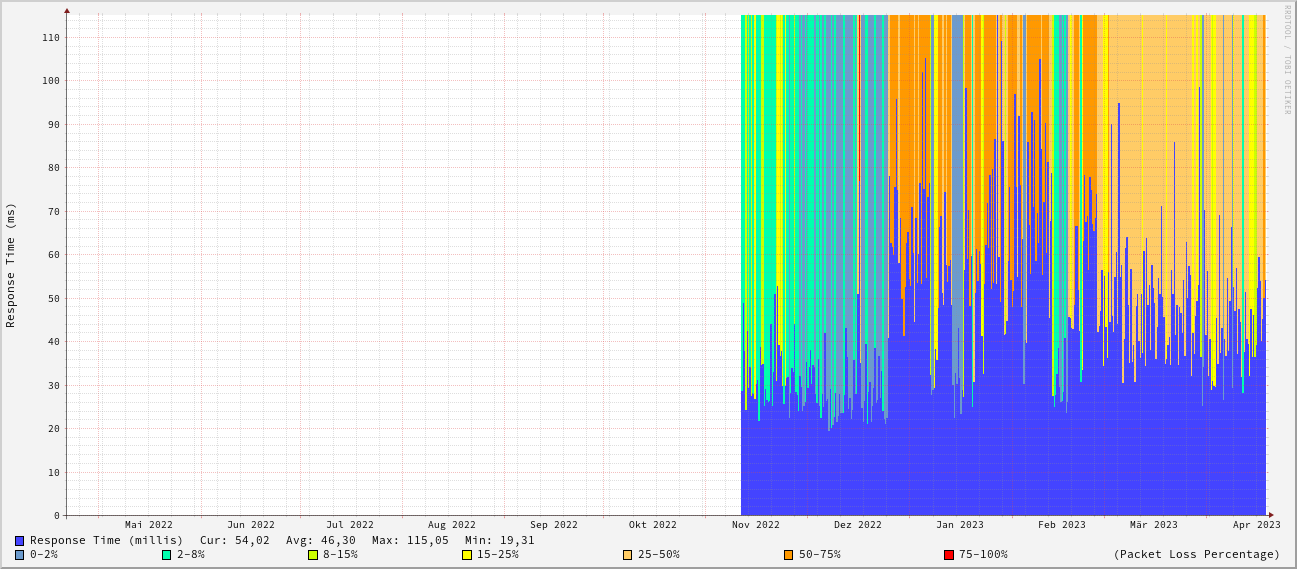 RRDTOOL / TOBI OETIKER
Response Time (ms)
110
100
90
80
70
60
50
40
30
20
10
0
Mai 2022 Jun 2022 Jul 2022 Aug 2022 Sep 2022 Okt 2022 Nov 2022 Dez 2022 Jan 2023 Feb 2023 Mär 2023 Apr 2023
Response Time (millis) Cur: 54,02 Avg: 46,30 Max: 115,05 Min: 19,31
0-2% 2-8% 8-15% 15-25% 25-50% 50-75% 75-100% (Packet Loss Percentage)